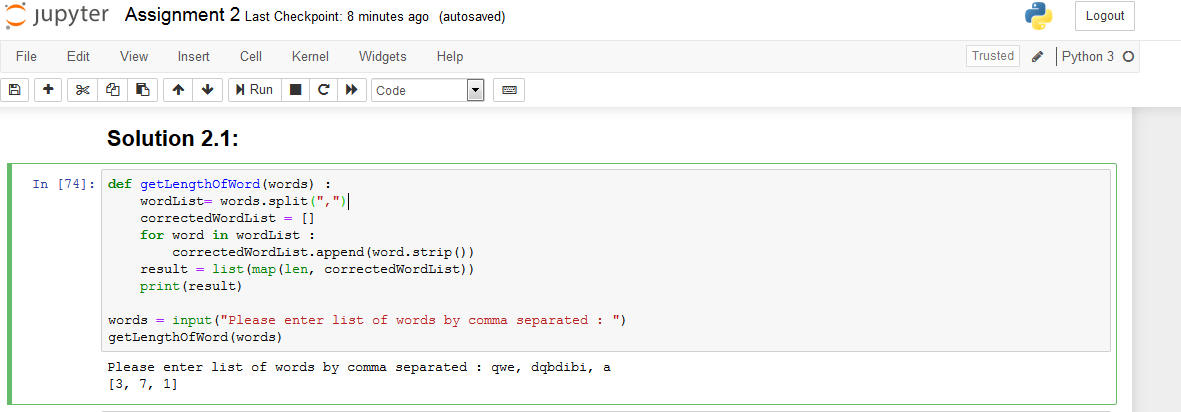 jupyter Assignment 2 Last Checkpoint: 8 minutes ago (autosaved) Logout
File Edit View Insert Cell Kernel Widgets Help Trusted Python 3
Run Code
Solution 2.1:
In [74]: def getLengthOfWord(words) :
    wordList= words.split(",")
    correctedWordList = []
    for word in wordList :
        correctedWordList.append(word.strip())
    result = list(map(len, correctedWordList))
    print(result)
words = input("Please enter list of words by comma separated : ")
getLengthOfWord(words)
Please enter list of words by comma separated : qwe, dqbdibi, a
[3, 7, 1]